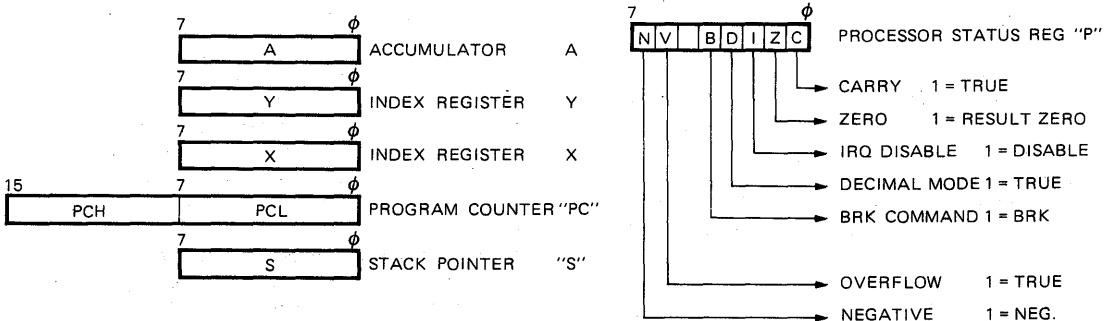 7 ϕ
A ACCUMULATOR A
7 ϕ
Y INDEX REGISTER Y
7 ϕ
X INDEX REGISTER X
15 7 ϕ
PCH PCL PROGRAM COUNTER "PC"
7 ϕ
S STACK POINTER "S"
7 ϕ
N V B D I Z C PROCESSOR STATUS REG "P"
CARRY 1 = TRUE
ZERO 1 = RESULT ZERO
IRQ DISABLE 1 = DISABLE
DECIMAL MODE 1 = TRUE
BRK COMMAND 1 = BRK
OVERFLOW 1 = TRUE
NEGATIVE 1 = NEG.